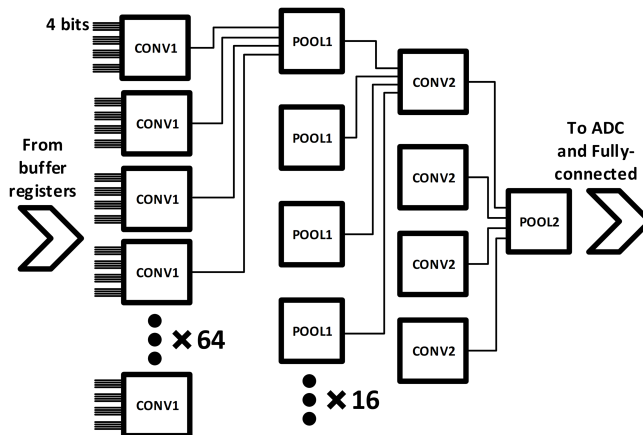 4 bits
CONV1
POOL1
CONV2
CONV1
POOL1
From
buffer
registers
CONV1
CONV2
To ADC
and Fully-
connected
POOL1
POOL2
CONV1
CONV2
× 64
POOL1
CONV2
CONV1
× 16